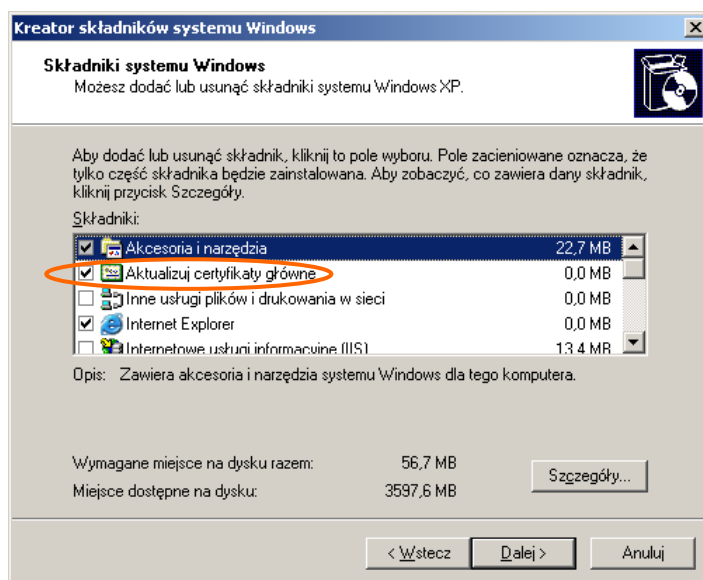 Kreator składników systemu Windows
Składniki systemu Windows
Możesz dodać lub usunąć składniki systemu Windows XP.
Aby dodać lub usunąć składnik, kliknij to pole wyboru. Pole zacieniowane oznacza, że
tylko część składnika będzie zainstalowana. Aby zobaczyć, co zawiera dany składnik,
kliknij przycisk Szczegóły.
Składniki:
Akcesoria i narzędzia 22,7 MB
Aktualizuj certyfikaty główne 0,0 MB
Inne usługi plików i drukowania w sieci 0,0 MB
Internet Explorer 0,0 MB
Internetowe usługi informacyjne (IIS) 13,4 MB
Opis: Zawiera akcesoria i narzędzia systemu Windows dla tego komputera.
Wymagane miejsce na dysku razem: 56,7 MB
Szczegóły...
Miejsce dostępne na dysku: 3597,6 MB
< Wstecz Dalej > Anuluj